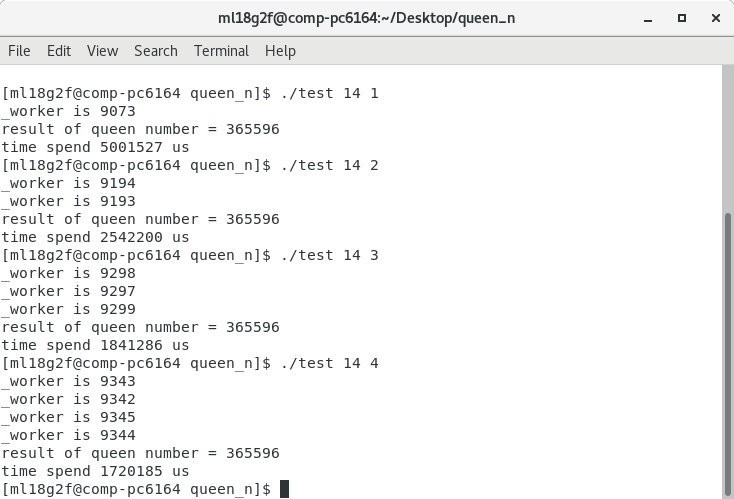 ml18g2f@comp-pc6164:~/Desktop/queen_n
File Edit View Search Terminal Help
[ml18g2f@comp-pc6164 queen_n]$ ./test 14 1
_worker is 9073
result of queen number = 365596
time spend 5001527 us
[ml18g2f@comp-pc6164 queen_n]$ ./test 14 2
_worker is 9194
_worker is 9193
result of queen number = 365596
time spend 2542200 us
[ml18g2f@comp-pc6164 queen_n]$ ./test 14 3
_worker is 9298
_worker is 9297
_worker is 9299
result of queen number = 365596
time spend 1841286 us
[ml18g2f@comp-pc6164 queen_n]$ ./test 14 4
_worker is 9343
_worker is 9342
_worker is 9345
_worker is 9344
result of queen number = 365596
time spend 1720185 us
[ml18g2f@comp-pc6164 queen_n]$